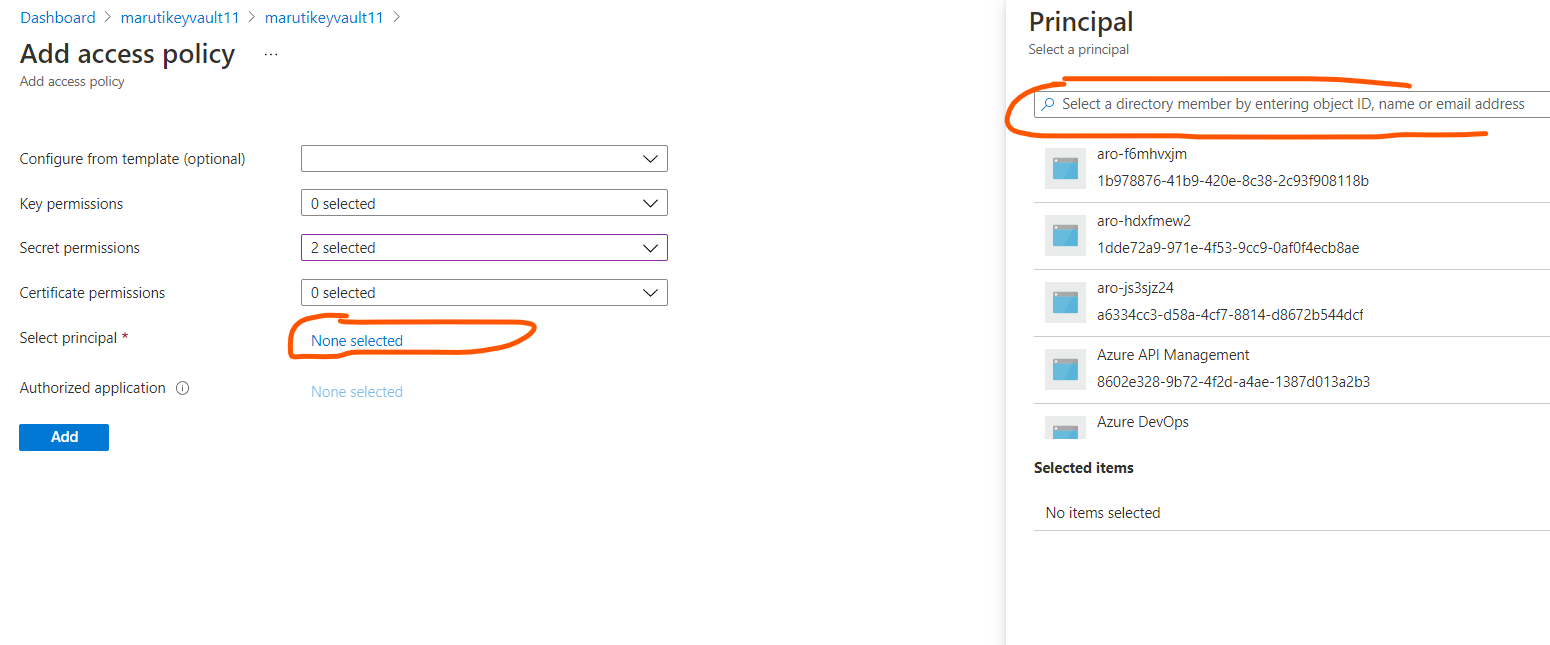 Dashboard > marutikeyvault11 > marutikeyvault11 >
Add access policy ...
Add access policy
Configure from template (optional)
Key permissions
0 selected
Secret permissions
2 selected
Certificate permissions
0 selected
Select principal *
None selected
Authorized application
None selected
Add
Principal
Select a principal
Select a directory member by entering object ID, name or email address
aro-f6mhvxjm
1b978876-41b9-420e-8c38-2c93f908118b
aro-hdxfmew2
1dde72a9-971e-4f53-9cc9-0af0f4ecb8ae
aro-js3sjz24
a6334cc3-d58a-4cf7-8814-d8672b544dcf
Azure API Management
8602e328-9b72-4f2d-a4ae-1387d013a2b3
Azure DevOps
Selected items
No items selected